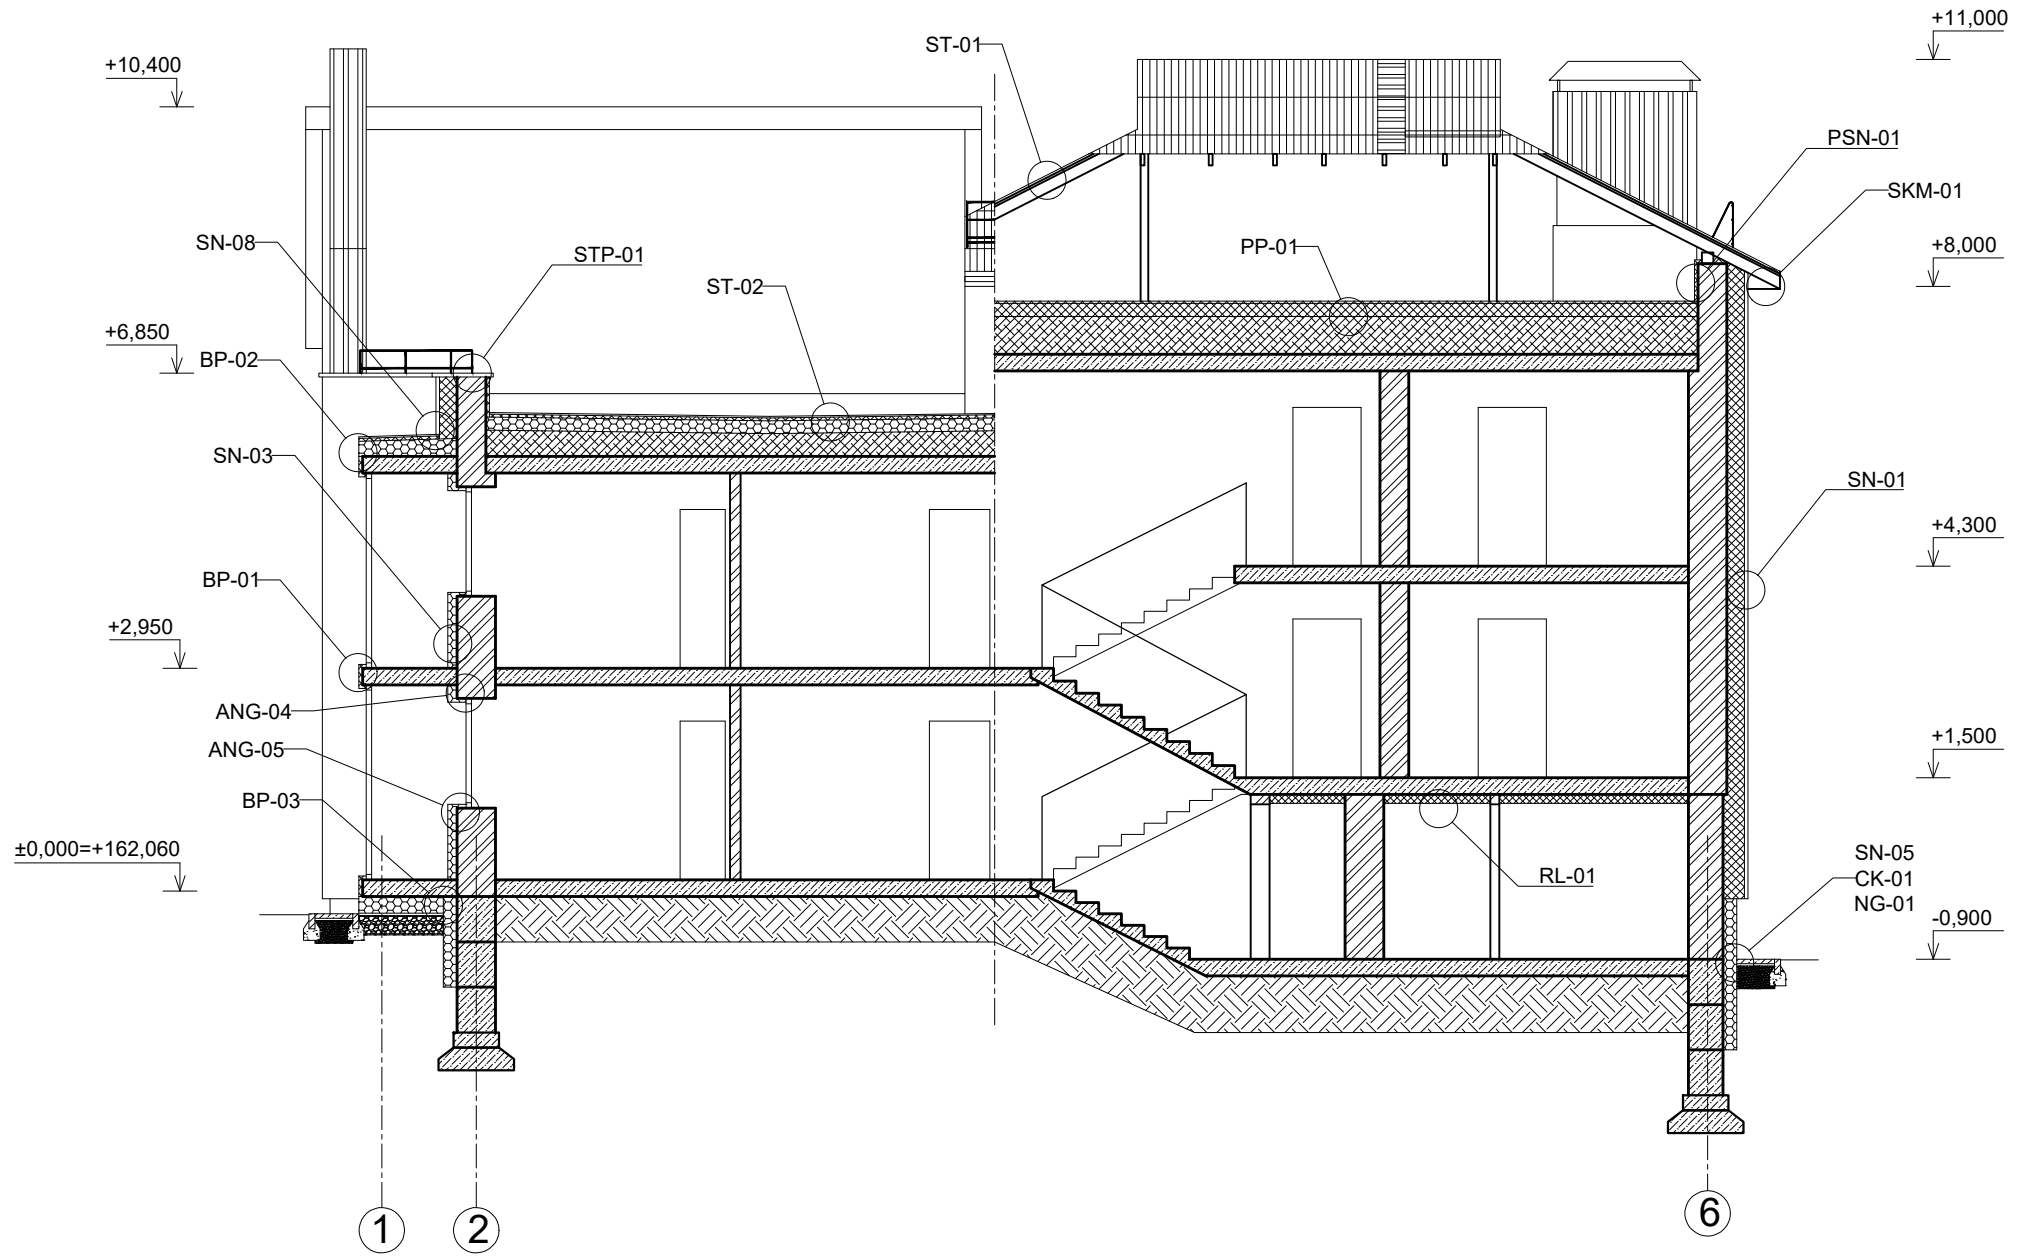 +11,000
ST-01
+10,400
PSN-01
SKM-01
SN-08
STP-01
PP-01
+8,000
ST-02
+6,850
BP-02
SN-03
SN-01
+4,300
BP-01
+2,950
ANG-04
+1,500
ANG-05
BP-03
±0,000=+162,060
SN-05
RL-01
CK-01
NG-01
-0,900
1
2
6